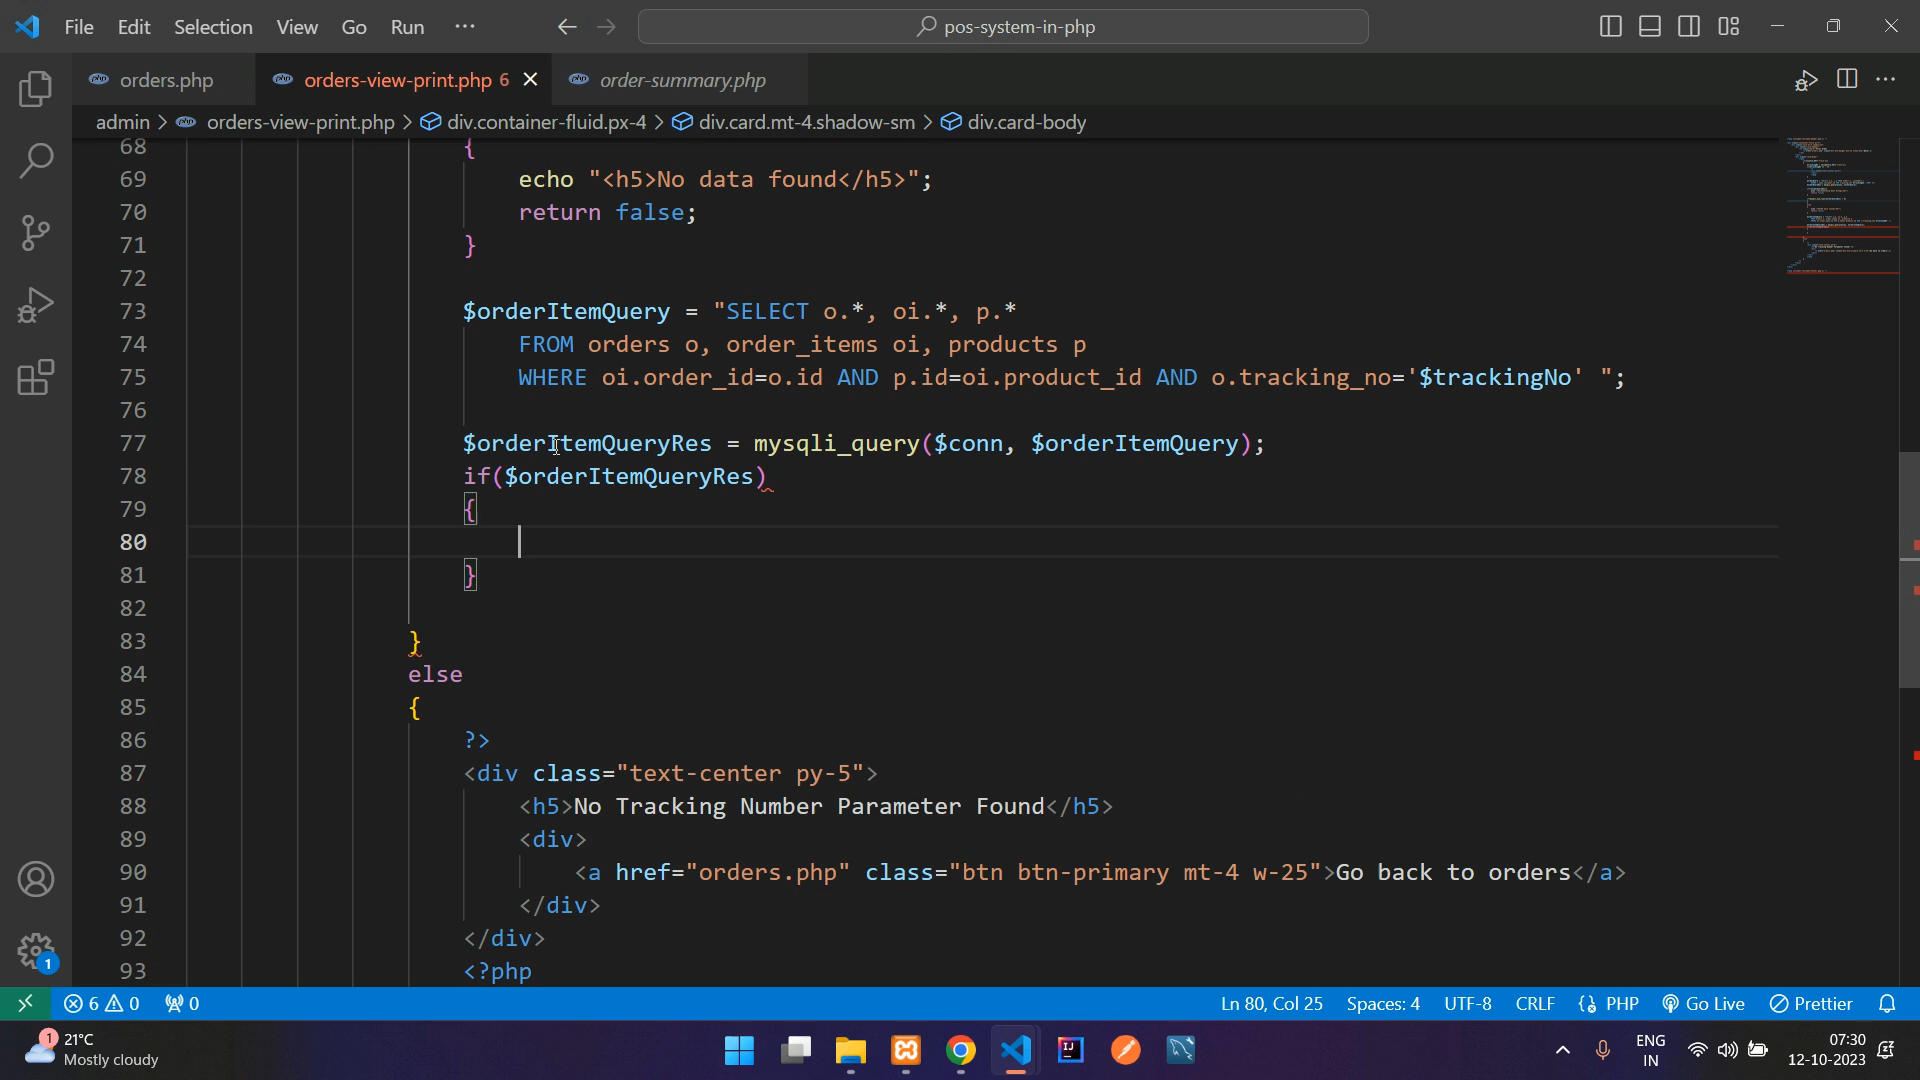 File Edit Selection View Go Run ··· pos-system-in-php
orders.php orders-view-print.php 6 order-summary.php
admin > orders-view-print.php > div.container-fluid.px-4 > div.card.mt-4.shadow-sm > div.card-body
68 {
69 echo "<h5>No data found</h5>";
70 return false;
71 }
72
73 $orderItemQuery = "SELECT o.*, oi.*, p.*
74 FROM orders o, order_items oi, products p
75 WHERE oi.order_id=o.id AND p.id=oi.product_id AND o.tracking_no='$trackingNo' ";
76
77 $orderItemQueryRes = mysqli_query($conn, $orderItemQuery);
78 if($orderItemQueryRes)
79 {
80
81 }
82
83 }
84 else
85 {
86 ?>
87 <div class="text-center py-5">
88 <h5>No Tracking Number Parameter Found</h5>
89 <div>
90 <a href="orders.php" class="btn btn-primary mt-4 w-25">Go back to orders</a>
91 </div>
92 </div>
93 <?php
1
6 0 0 Ln 80, Col 25 Spaces: 4 UTF-8 CRLF PHP Go Live Prettier
1 21°C
Mostly cloudy
ENG
IN
07:30
12-10-2023